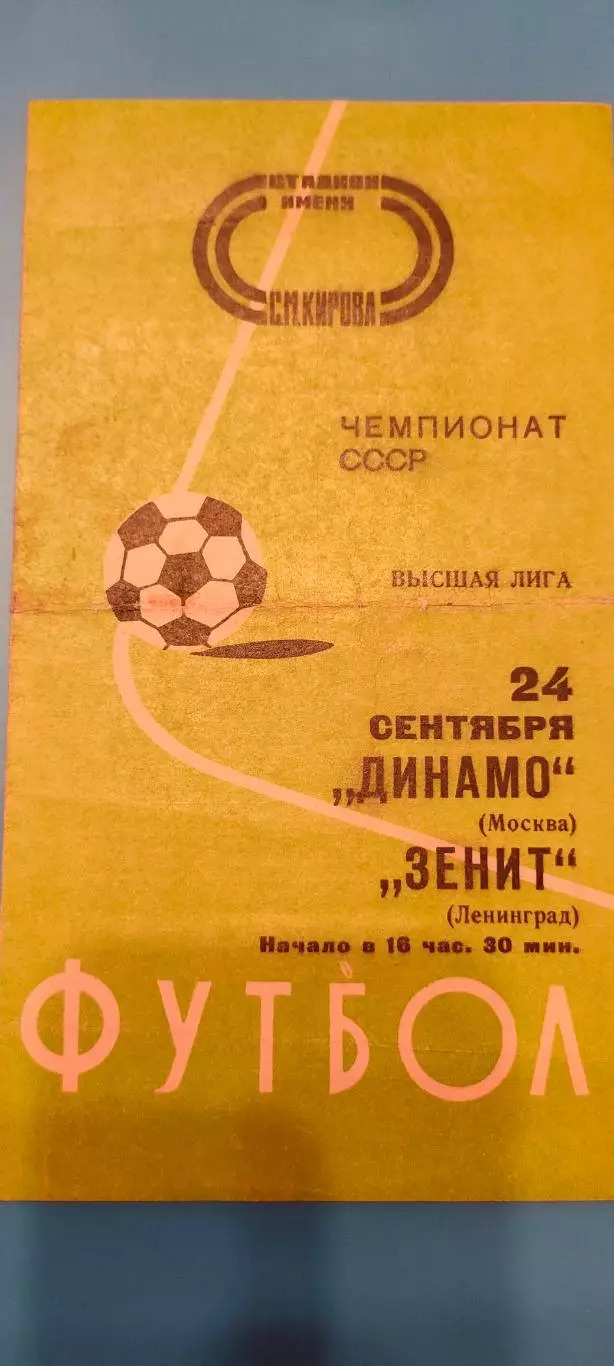 СТАДИОН
ИМЕНИ
С.М.КИРОВА
ЧЕМПИОНАТ
СССР
ВЫСШАЯ ЛИГА
24
СЕНТЯБРЯ
„ДИНАМО“
(Москва)
„ЗЕНИТ“
(Ленинград)
Начало в 16 час. 30 мин.
ФУТБОЛ